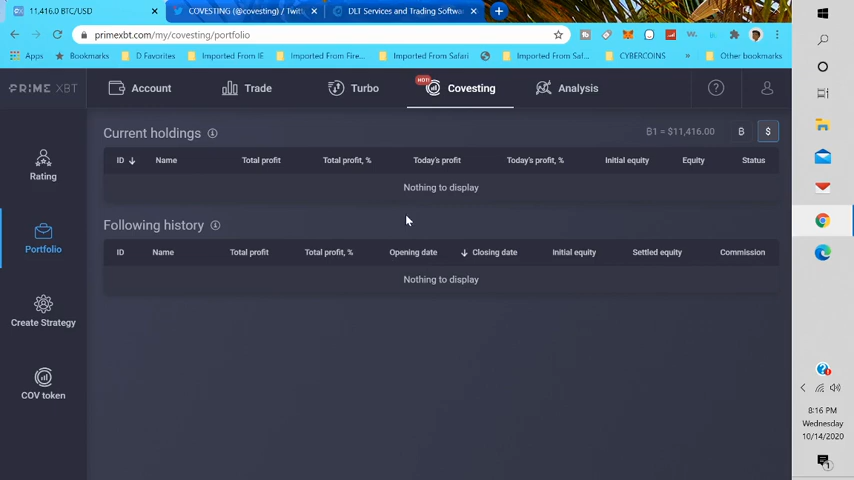 11,416.0 BTC/USD
COVESTING (@covesting) / Twitt
DLT Services and Trading Softwa
primexbt.com/my/covesting/portfolio
Apps
Bookmarks
D Favorites
Imported From IE
Imported From Fire...
Imported From Safari
Imported From Saf...
CYBERCOINS
Other bookmarks
PRIME XBT
Account
Trade
Turbo
HOT!
Covesting
Analysis
Rating
Portfolio
Create Strategy
COV token
Current holdings
฿1 = $11,416.00
฿
$
ID Name Total profit Total profit, % Today's profit Today's profit, % Initial equity Equity Status
Nothing to display
Following history
ID Name Total profit Total profit, % Opening date Closing date Initial equity Settled equity Commission
Nothing to display
8:16 PM
Wednesday
10/14/2020